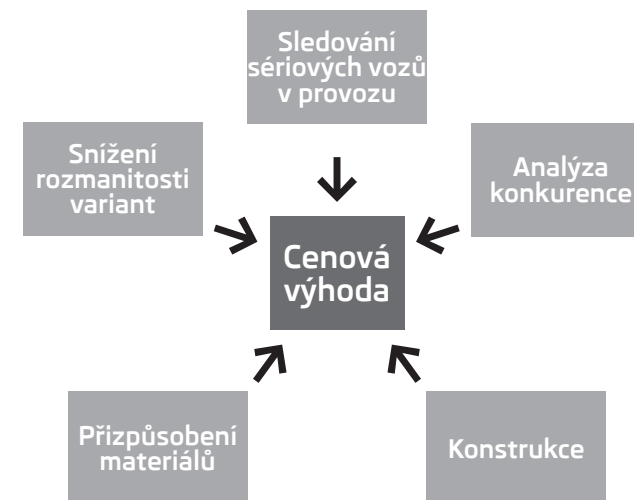 Sledování
sériových vozů
v provozu
Snížení
rozmanitosti
variant
Analýza
konkurence
Cenová
výhoda
Přizpůsobení
materiálů
Konstrukce